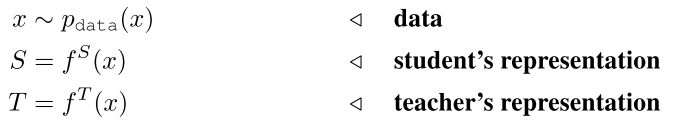 x ∼ p_data(x) ◁ data
S = f^S(x) ◁ student's representation
T = f^T(x) ◁ teacher's representation